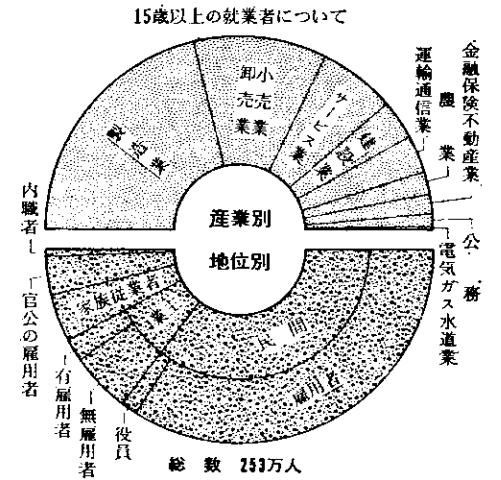 15歳以上の就業者について
製造業
卸売業
小売業
サービス業
建設業
運輸通信業
農業
金融保険不動産業
公務
電気ガス水道業
産業別
地位別
内職者
官公の雇用者
家族従業者
業主
有雇用者
無雇用者
役員
民間
雇用者
総数 253万人